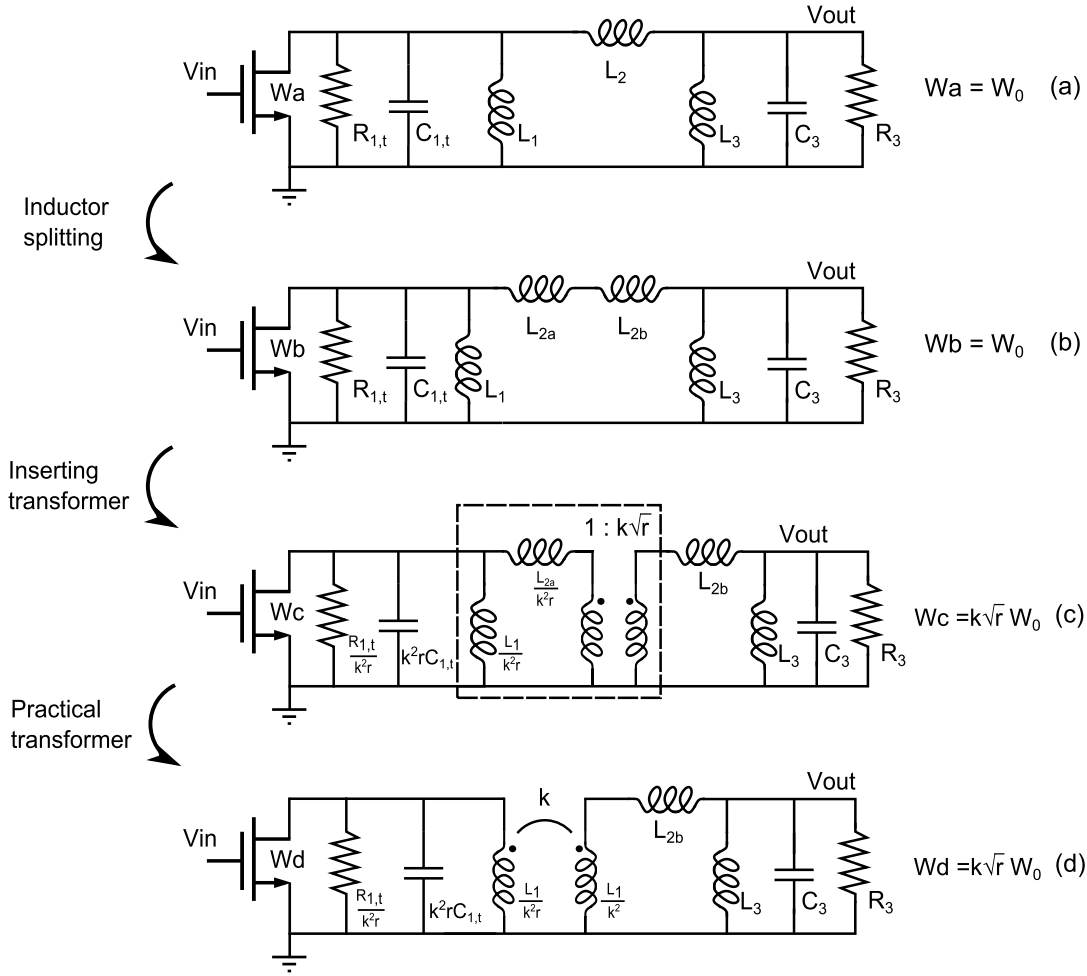 Vout
Vin
Wa
R1,t
C1,t
L1
L2
L3
C3
R3
Wa = W0 (a)
Inductor
splitting
Vout
Vin
Wb
R1,t
C1,t
L1
L2a
L2b
L3
C3
R3
Wb = W0 (b)
Inserting
transformer
1 : k√r
Vout
Vin
Wc
R1,t/k²r
k²rC1,t
L1/k²r
L2a/k²r
L2b
L3
C3
R3
Wc =k√r W0 (c)
Practical
transformer
k
Vout
Vin
Wd
R1,t/k²r
k²rC1,t
L1/k²r
L1/k²
L2b
L3
C3
R3
Wd =k√r W0 (d)